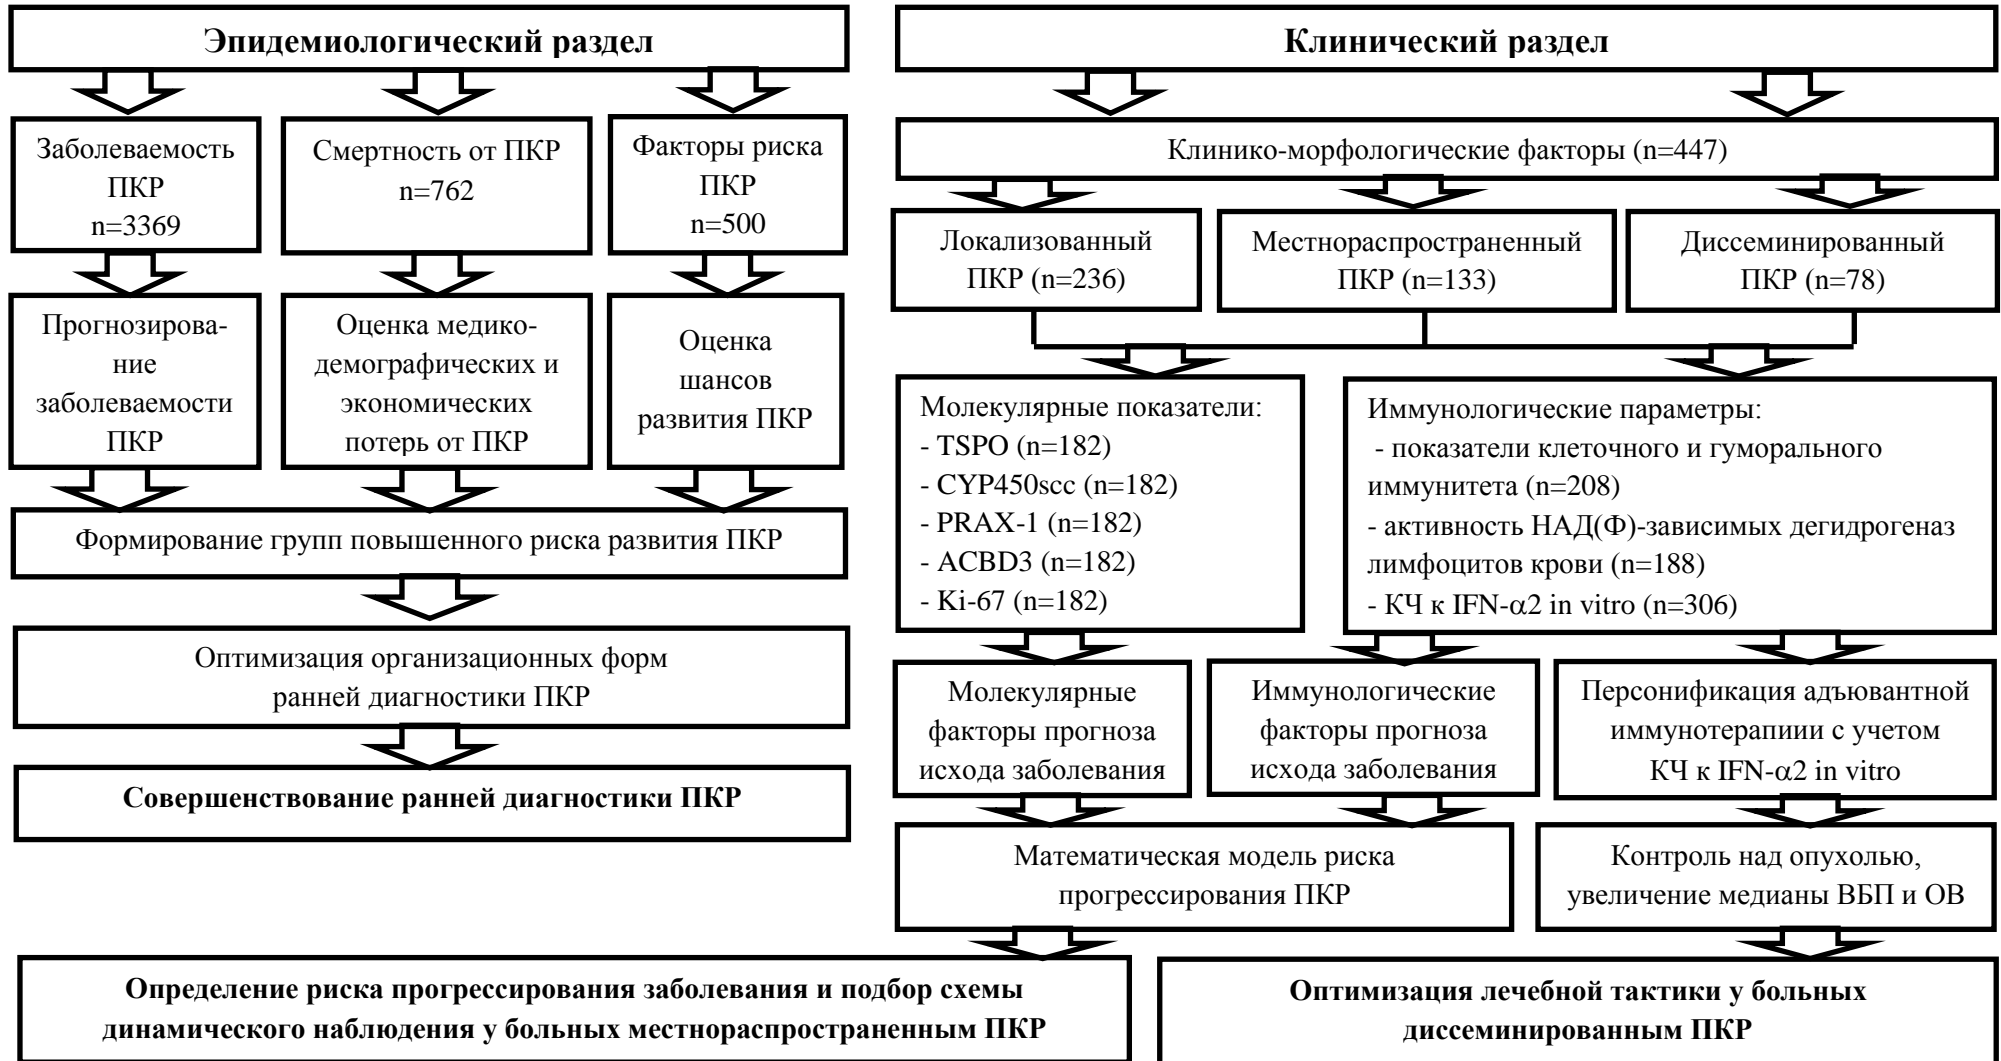 Эпидемиологический раздел
Заболеваемость
ПКР
n=3369
Смертность от ПКР
n=762
Факторы риска
ПКР
n=500
Прогнозирова-
ние
заболеваемости
ПКР
Оценка медико-
демографических и
экономических
потерь от ПКР
Оценка
шансов
развития ПКР
Формирование групп повышенного риска развития ПКР
Оптимизация организационных форм
ранней диагностики ПКР
Совершенствование ранней диагностики ПКР
Клинический раздел
Клинико-морфологические факторы (n=447)
Локализованный
ПКР (n=236)
Местнораспространенный
ПКР (n=133)
Диссеминированный
ПКР (n=78)
Молекулярные показатели:
- TSPO (n=182)
- CYP450scc (n=182)
- PRAX-1 (n=182)
- ACBD3 (n=182)
- Ki-67 (n=182)
Иммунологические параметры:
- показатели клеточного и гуморального
иммунитета (n=208)
- активность НАД(Ф)-зависимых дегидрогеназ
лимфоцитов крови (n=188)
- КЧ к IFN-α2 in vitro (n=306)
Молекулярные
факторы прогноза
исхода заболевания
Иммунологические
факторы прогноза
исхода заболевания
Персонификация адъювантной
иммунотерапиии с учетом
КЧ к IFN-α2 in vitro
Математическая модель риска
прогрессирования ПКР
Контроль над опухолью,
увеличение медианы ВБП и ОВ
Определение риска прогрессирования заболевания и подбор схемы
динамического наблюдения у больных местнораспространенным ПКР
Оптимизация лечебной тактики у больных
диссеминированным ПКР